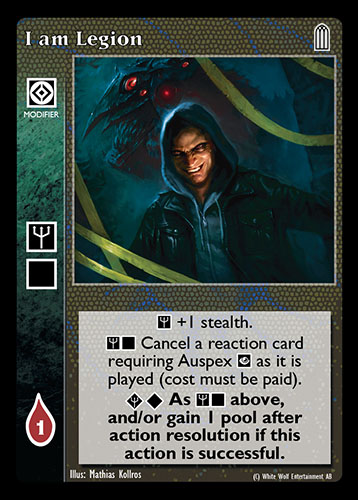 I am Legion
MODIFIER
+1 stealth.
Cancel a reaction card
requiring Auspex as it is
played (cost must be paid).
As above,
and/or gain 1 pool after
action resolution if this
action is successful.
1
Illus: Mathias Kollros
(C) White Wolf Entertainment AB